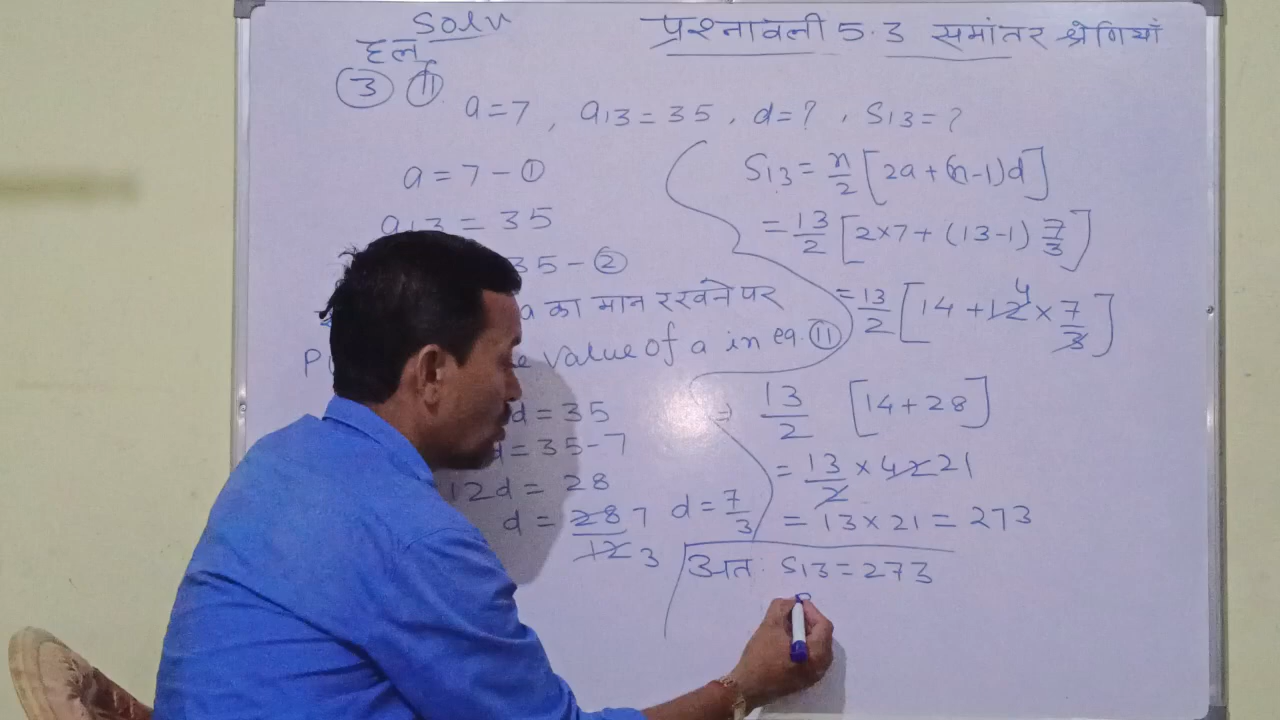 Solv
प्रश्नावली 5.3 समांतर श्रेणियाँ
हल
③ ⑪
a=7, a13=35, d=?, S13=?
a=7-①
a13=35
35-②
a का मान रखने पर
value of a in eq. ⑪
d=35
=35-7
12d=28
d=28/12 7 3 d=7/3
S13=n/2[2a+(n-1)d]
=13/2[2×7+(13-1)7/3]
=13/2[14+12 4×7/3]
13/2 [14+28]
=13/2×42 21
=13×21=273
अतः S13=273